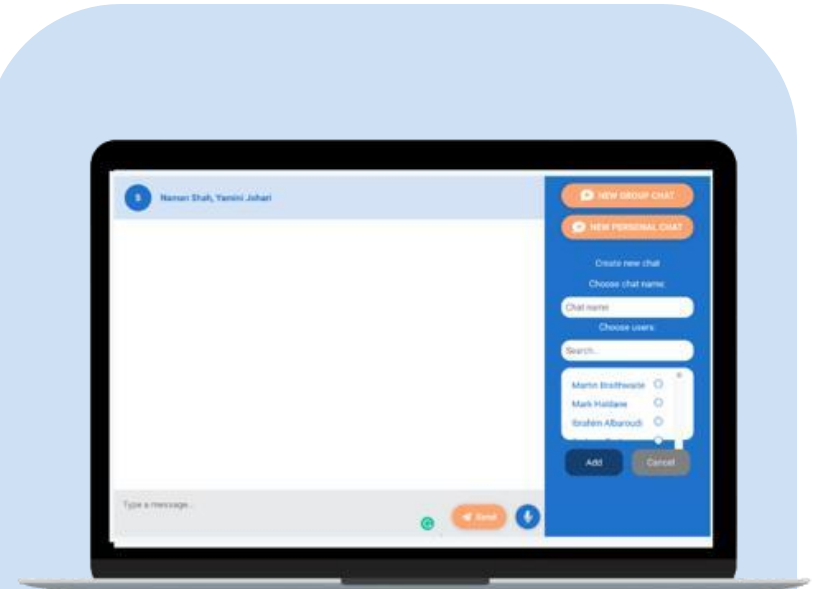 S
Naman Shah, Yamini Johari
NEW GROUP CHAT
NEW PERSONAL CHAT
Create new chat
Choose chat name:
Chat name
Choose users:
Search..
Martin Braithwaite
Mark Haldane
Ibrahim Albaroudi
Add
Cancel
Type a message...
Send